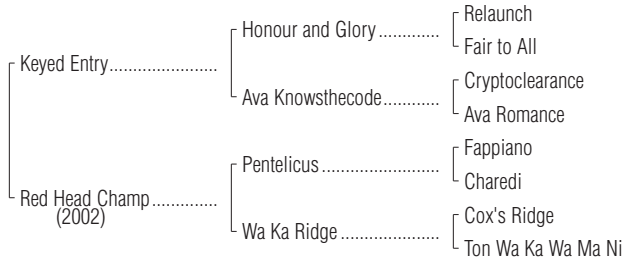 Relaunch
Honour and Glory.............
Fair to All
Keyed Entry.......................
Cryptoclearance
Ava Knowsthecode............
Ava Romance
Fappiano
Pentelicus.........................
Charedi
Red Head Champ..............
(2002)
Cox's Ridge
Wa Ka Ridge.....................
Ton Wa Ka Wa Ma Ni